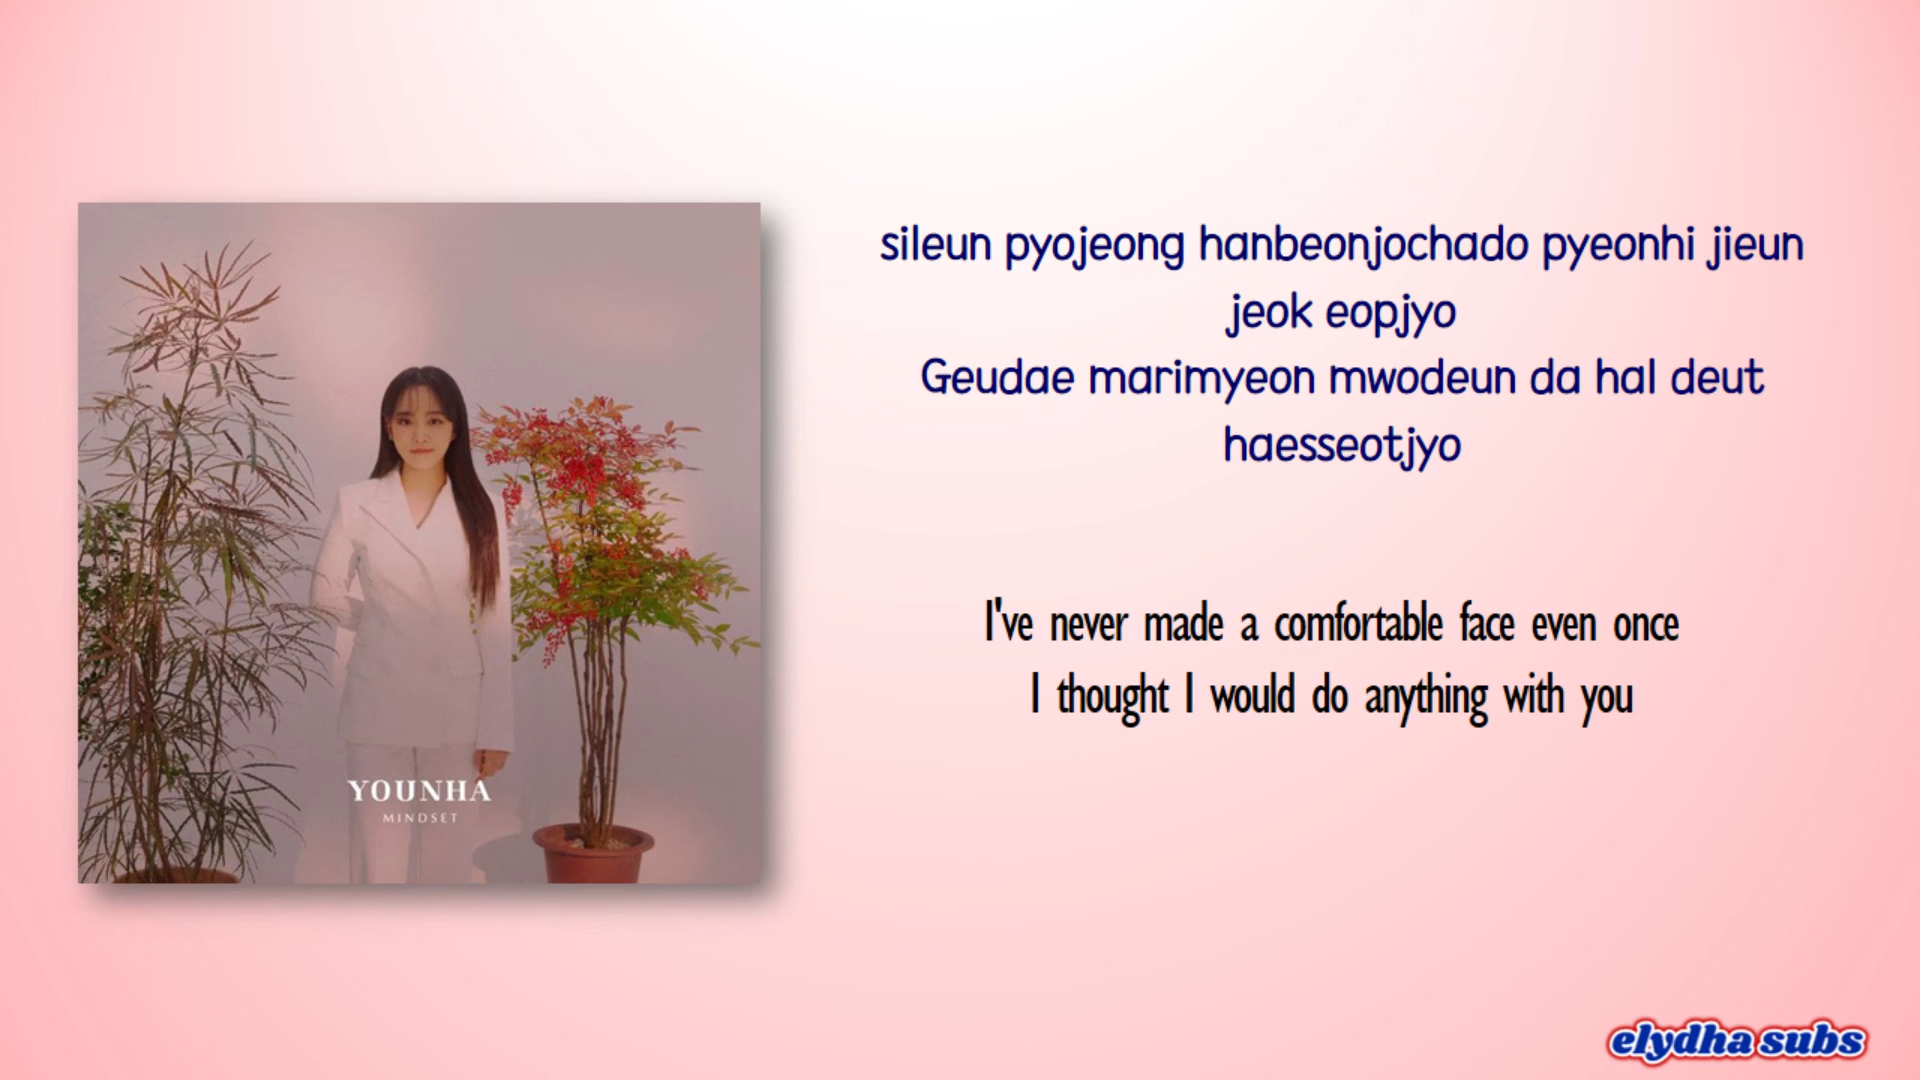 sileun pyojeong hanbeonjochado pyeonhi jieun
jeok eopjyo
Geudae marimyeon mwodeun da hal deut
haesseotjyo
I've never made a comfortable face even once
I thought I would do anything with you
YOUNHA
MINDSET
elydha subs